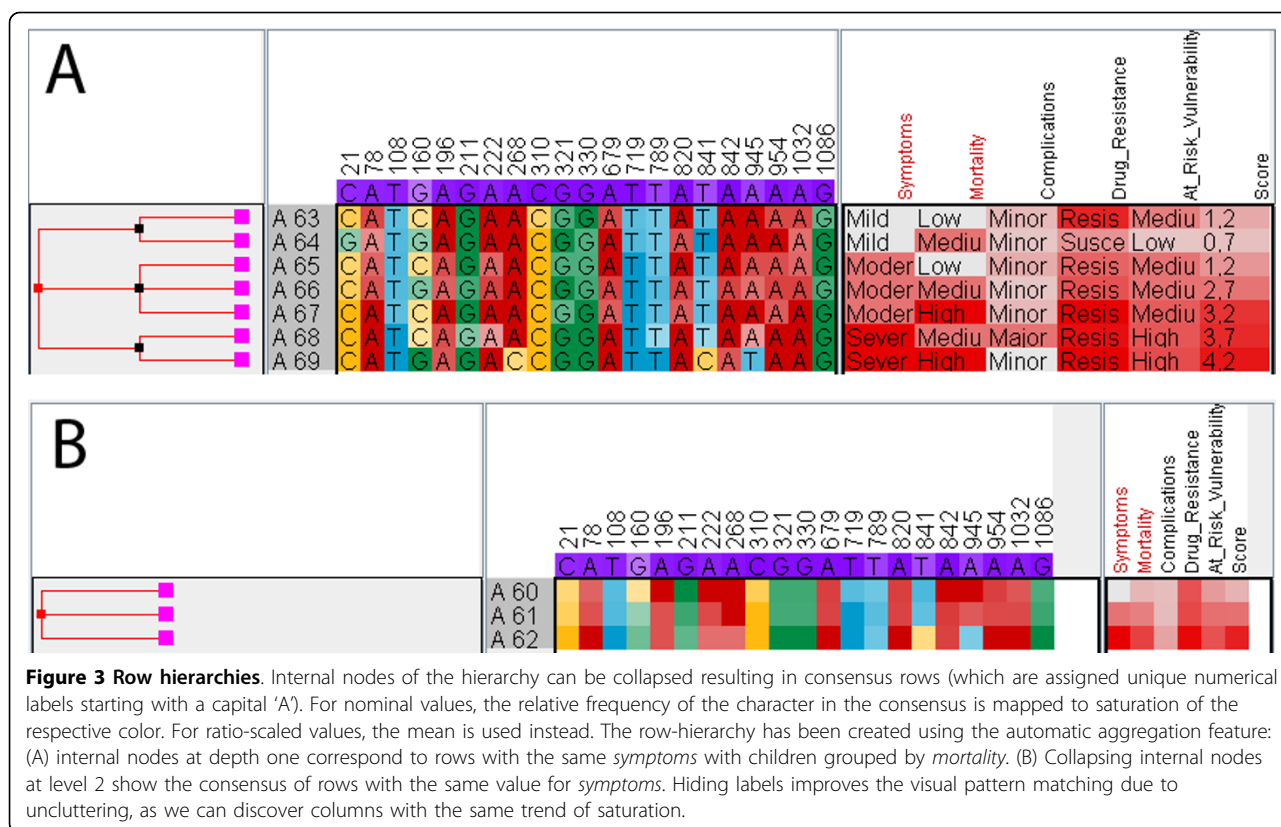 A
21 78 108 160 196 211 222 268 310 321 330 679 719 789 820 841 842 945 954 1032 1086 Symptoms Mortality Complications Drug_Resistance At_Risk_Vulnerability Score
C A T G A G A A C G G A T T A T A A A A G
A 63 C A T C A G A A C G G A T T A T A A A A G Mild Low Minor Resis Mediu 1,2
A 64 G A T G A G A A C G G A T T A T A A A A G Mild Mediu Minor Susce Low 0,7
A 65 C A T C A G A A C G G A T T A T A A A A G Moder Low Minor Resis Mediu 1,2
A 66 C A T G A G A A C G G A T T A T A A A A G Moder Mediu Minor Resis Mediu 2,7
A 67 C A T C A G A A C G G A T T A T A A A A G Moder High Minor Resis Mediu 3,2
A 68 C A T C A G A A C G G A T T A T A A A A G Sever Mediu Major Resis High 3,7
A 69 C A T G A G A C C G G A T T A C A T A A G Sever High Minor Resis High 4,2
B
21 78 108 160 196 211 222 268 310 321 330 679 719 789 820 841 842 945 954 1032 1086 Symptoms Mortality Complications Drug_Resistance At_Risk_Vulnerability Score
C A T G A G A A C G G A T T A T A A A A G
A 60
A 61
A 62
Figure 3 Row hierarchies. Internal nodes of the hierarchy can be collapsed resulting in consensus rows (which are assigned unique numerical
labels starting with a capital ‘A’). For nominal values, the relative frequency of the character in the consensus is mapped to saturation of the
respective color. For ratio-scaled values, the mean is used instead. The row-hierarchy has been created using the automatic aggregation feature:
(A) internal nodes at depth one correspond to rows with the same symptoms with children grouped by mortality. (B) Collapsing internal nodes
at level 2 show the consensus of rows with the same value for symptoms. Hiding labels improves the visual pattern matching due to
uncluttering, as we can discover columns with the same trend of saturation.